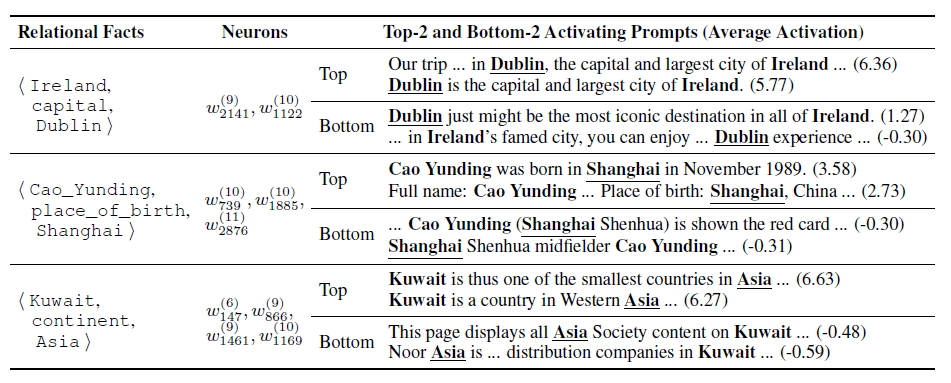 Relational Facts Neurons Top-2 and Bottom-2 Activating Prompts (Average Activation)
⟨ Ireland,
capital,
Dublin ⟩
w_{2141}^{(9)}, w_{1122}^{(10)}
Top
Our trip ... in Dublin, the capital and largest city of Ireland ... (6.36)
Dublin is the capital and largest city of Ireland. (5.77)
Bottom
Dublin just might be the most iconic destination in all of Ireland. (1.27)
... in Ireland's famed city, you can enjoy ... Dublin experience ... (-0.30)
⟨ Cao_Yunding,
place_of_birth,
Shanghai ⟩
w_{739}^{(10)}, w_{1885}^{(10)},
w_{2876}^{(11)}
Top
Cao Yunding was born in Shanghai in November 1989. (3.58)
Full name: Cao Yunding ... Place of birth: Shanghai, China ... (2.73)
Bottom
... Cao Yunding (Shanghai Shenhua) is shown the red card ... (-0.30)
Shanghai Shenhua midfielder Cao Yunding ... (-0.31)
⟨ Kuwait,
continent,
Asia ⟩
w_{147}^{(6)}, w_{866}^{(9)},
w_{1461}^{(9)}, w_{1169}^{(10)}
Top
Kuwait is thus one of the smallest countries in Asia ... (6.63)
Kuwait is a country in Western Asia ... (6.27)
Bottom
This page displays all Asia Society content on Kuwait ... (-0.48)
Noor Asia is ... distribution companies in Kuwait ... (-0.59)